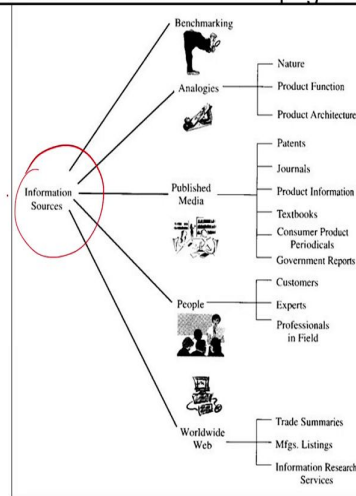 Benchmarking
Analogies
Nature
Product Function
Product Architecture
Information
Sources
Published
Media
Patents
Journals
Product Information
Textbooks
Consumer Product
Periodicals
Government Reports
People
Customers
Experts
Professionals
in Field
Worldwide
Web
Trade Summaries
Mfgs. Listings
Information Research
Services